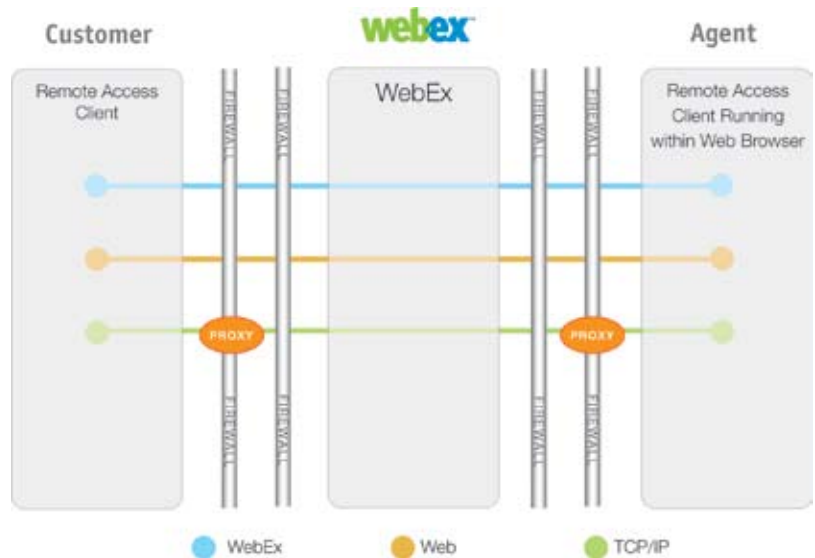 Customer
webex™
Agent
Remote Access
Client
WebEx
Remote Access
Client Running
within Web Browser
FIREWALL
FIREWALL
FIREWALL
FIREWALL
PROXY
PROXY
FIREWALL
FIREWALL
FIREWALL
FIREWALL
WebEx
Web
TCP/IP